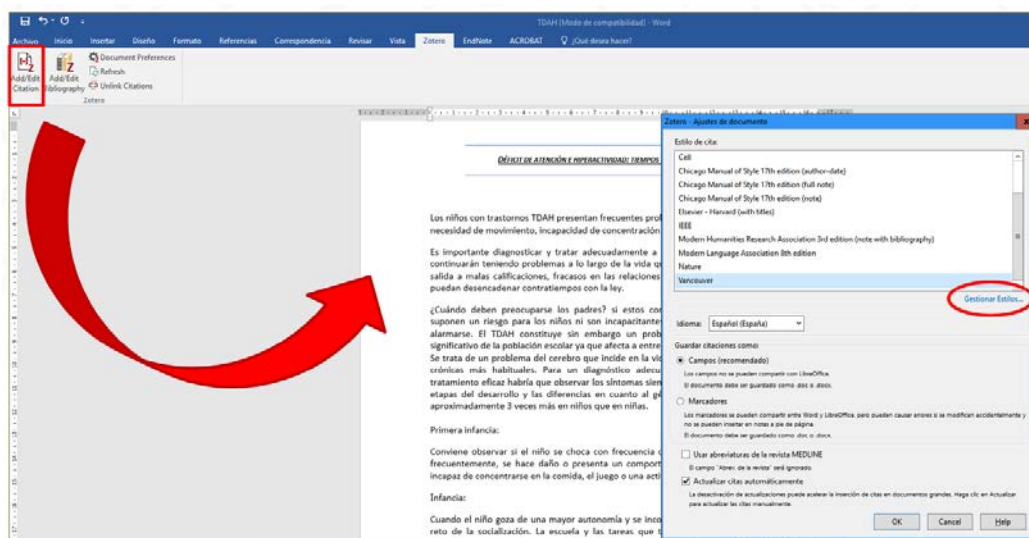 TDAH [Modo de compatibilidad] - Word
Archivo Inicio Insertar Diseño Formato Referencias Correspondencia Revisar Vista Zotero EndNote ACROBAT ¿Qué desea hacer?
Add/Edit Citation
Add/Edit Bibliography
Document Preferences
Refresh
Unlink Citations
Zotero
DÉFICIT DE ATENCIÓN E HIPERACTIVIDAD: TIEMPOS
Los niños con trastornos TDAH presentan frecuentes
necesidad de movimiento, incapacidad de concentración
Es importante diagnosticar y tratar adecuadamente a
continuarán teniendo problemas a lo largo de la vida
salida a malas calificaciones, fracasos en las relaciones
puedan desencadenar contratiempos con la ley.
¿Cuándo deben preocuparse los padres? si estos
suponen un riesgo para los niños ni son
alarmarse. El TDAH constituye sin embargo un
significativo de la población escolar ya que afecta a
Se trata de un problema del cerebro que incide en la
crónicas más habituales. Para un diagnóstico
tratamiento eficaz habría que observar los síntomas
etapas del desarrollo y las diferencias en cuanto al
aproximadamente 3 veces más en niños que en niñas.
Primera infancia:
Conviene observar si el niño se choca con frecuencia
frecuentemente, se hace daño o presenta un
incapaz de concentrarse en la comida, el juego o una
Infancia:
Cuando el niño goza de una mayor autonomía y se
reto de la socialización. La escuela y las tareas que
Zotero - Ajustes de documento
Estilo de cita:
Cell
Chicago Manual of Style 17th edition (author-date)
Chicago Manual of Style 17th edition (full note)
Chicago Manual of Style 17th edition (note)
Elsevier - Harvard (with titles)
IEEE
Modern Humanities Research Association 3rd edition (note with bibliography)
Modern Language Association 8th edition
Nature
Vancouver
Gestionar Estilos...
Idioma: Español (España)
Guardar citaciones como:
Campos (recomendado)
Los campos no se pueden compartir con LibreOffice.
El documento debe ser guardado como .doc o .docx.
Marcadores
Los marcadores se pueden compartir entre Word y LibreOffice, pero pueden causar errores si se modifican accidentalmente y
no se pueden insertar en notas a pie de página.
El documento debe ser guardado como .doc o .docx.
Usar abreviaturas de la revista MEDLINE
El campo "Abrev. de la revista" será ignorado.
Actualizar citas automáticamente
La desactivación de actualizaciones puede acelerar la inserción de citas en documentos grandes. Haga clic en Actualizar
para actualizar las citas manualmente.
OK Cancel Help